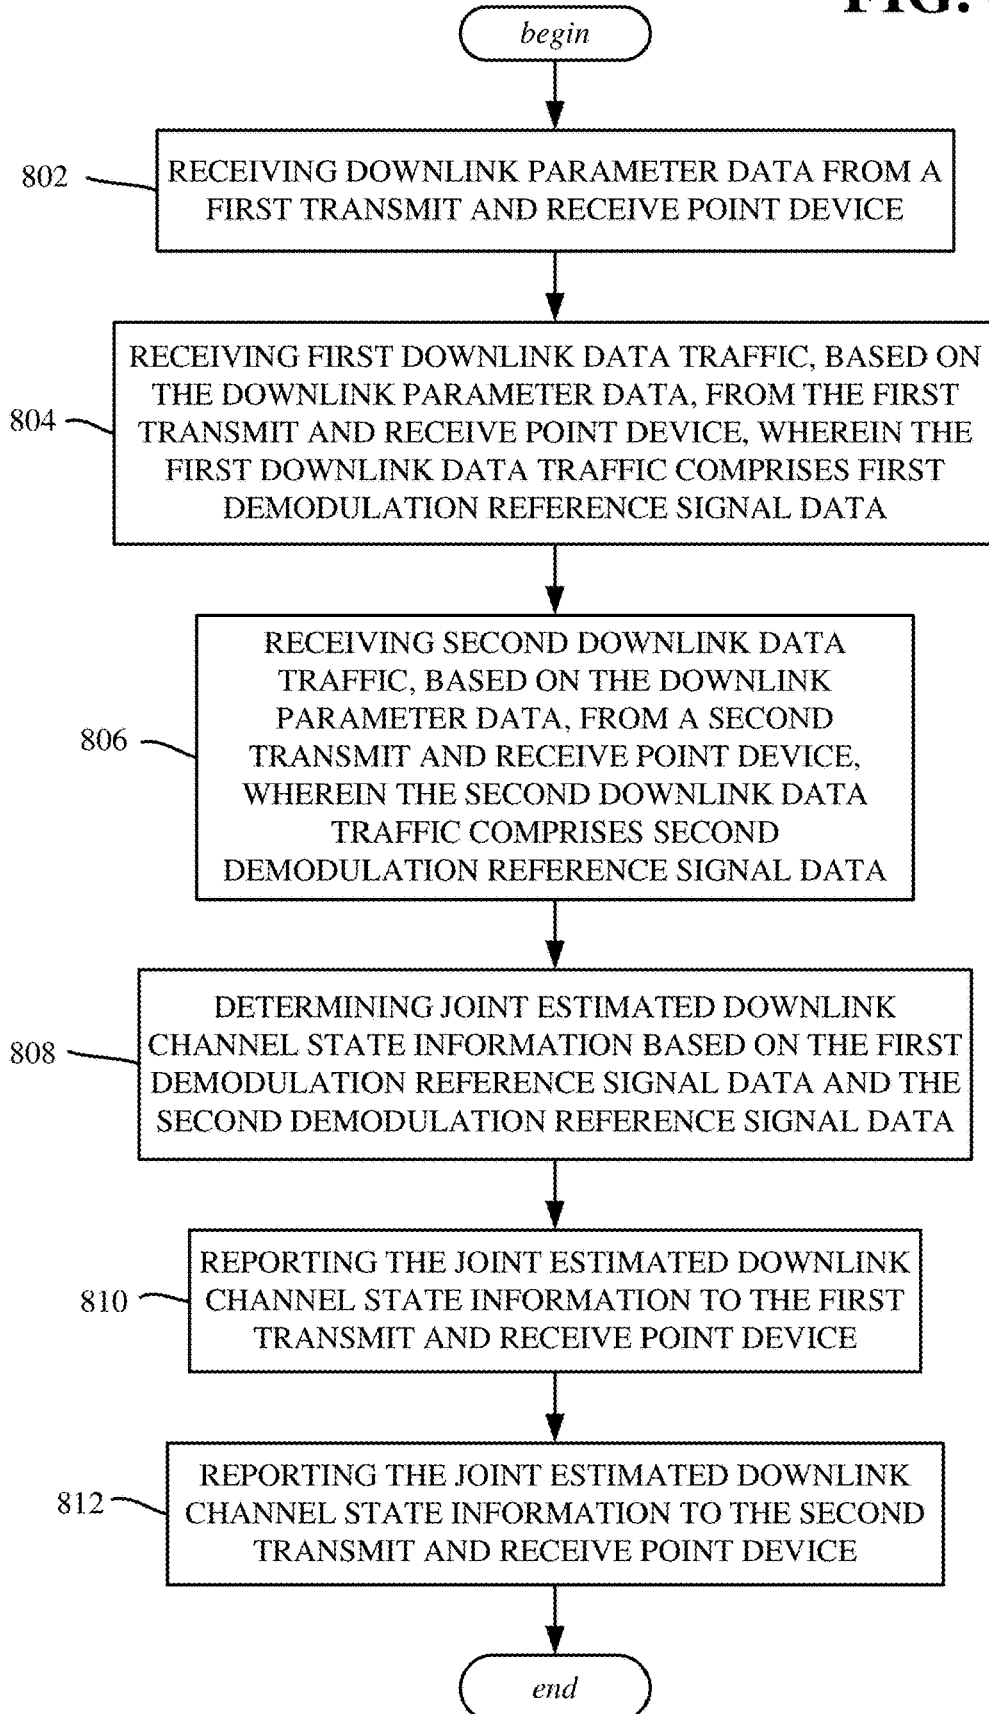 FIG.
begin
802
RECEIVING DOWNLINK PARAMETER DATA FROM A
FIRST TRANSMIT AND RECEIVE POINT DEVICE
804
RECEIVING FIRST DOWNLINK DATA TRAFFIC, BASED ON
THE DOWNLINK PARAMETER DATA, FROM THE FIRST
TRANSMIT AND RECEIVE POINT DEVICE, WHEREIN THE
FIRST DOWNLINK DATA TRAFFIC COMPRISES FIRST
DEMODULATION REFERENCE SIGNAL DATA
806
RECEIVING SECOND DOWNLINK DATA
TRAFFIC, BASED ON THE DOWNLINK
PARAMETER DATA, FROM A SECOND
TRANSMIT AND RECEIVE POINT DEVICE,
WHEREIN THE SECOND DOWNLINK DATA
TRAFFIC COMPRISES SECOND
DEMODULATION REFERENCE SIGNAL DATA
808
DETERMINING JOINT ESTIMATED DOWNLINK
CHANNEL STATE INFORMATION BASED ON THE FIRST
DEMODULATION REFERENCE SIGNAL DATA AND THE
SECOND DEMODULATION REFERENCE SIGNAL DATA
810
REPORTING THE JOINT ESTIMATED DOWNLINK
CHANNEL STATE INFORMATION TO THE FIRST
TRANSMIT AND RECEIVE POINT DEVICE
812
REPORTING THE JOINT ESTIMATED DOWNLINK
CHANNEL STATE INFORMATION TO THE SECOND
TRANSMIT AND RECEIVE POINT DEVICE
end